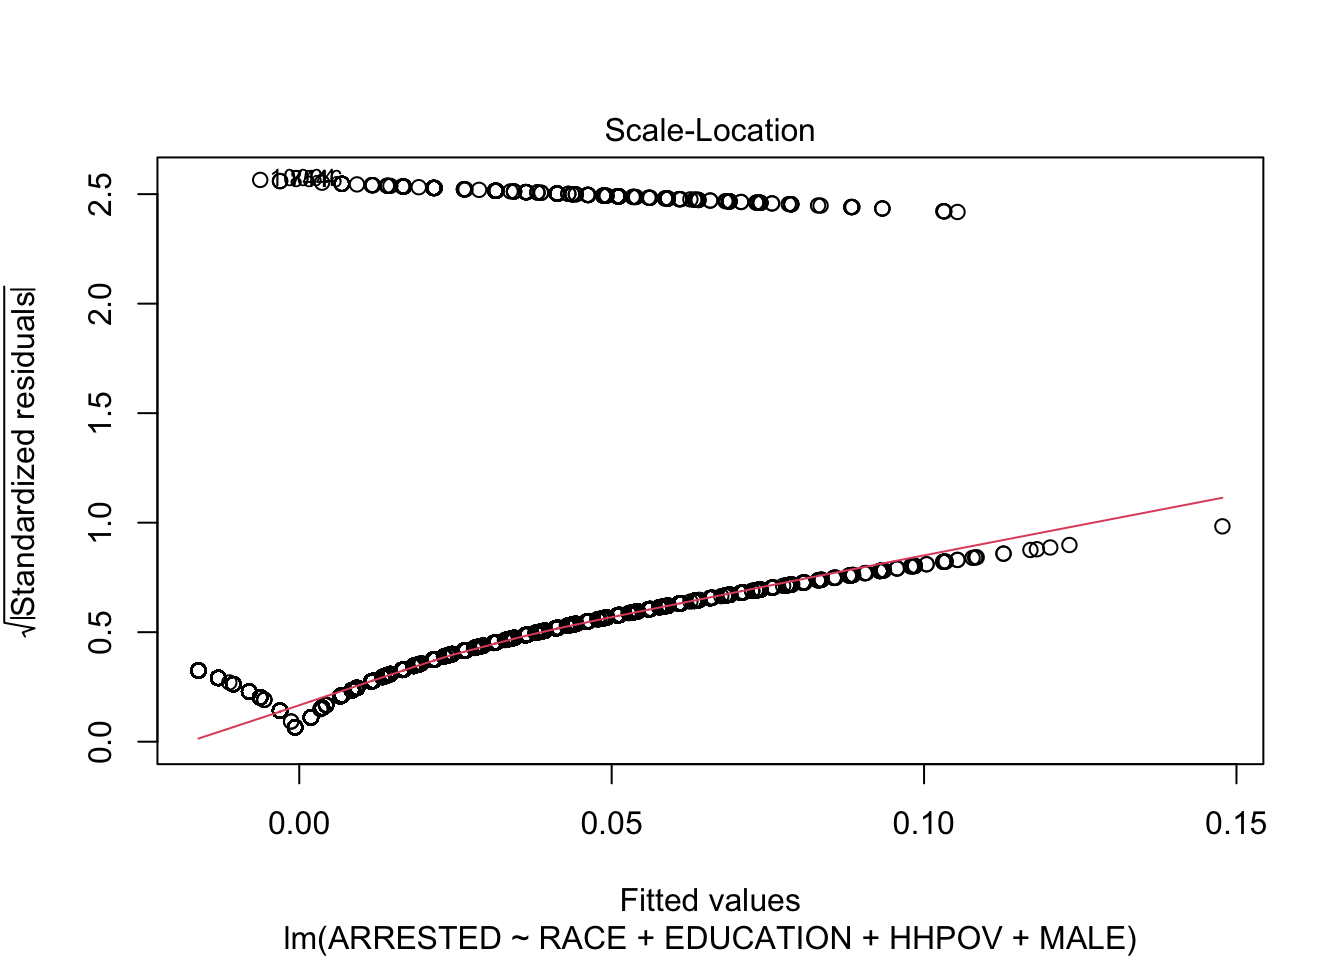 Scale-Location
√|Standardized residuals|
2.5
2.0
1.5
1.0
0.5
0.0
0.00 0.05 0.10 0.15
Fitted values
lm(ARRESTED ~ RACE + EDUCATION + HHPOV + MALE)